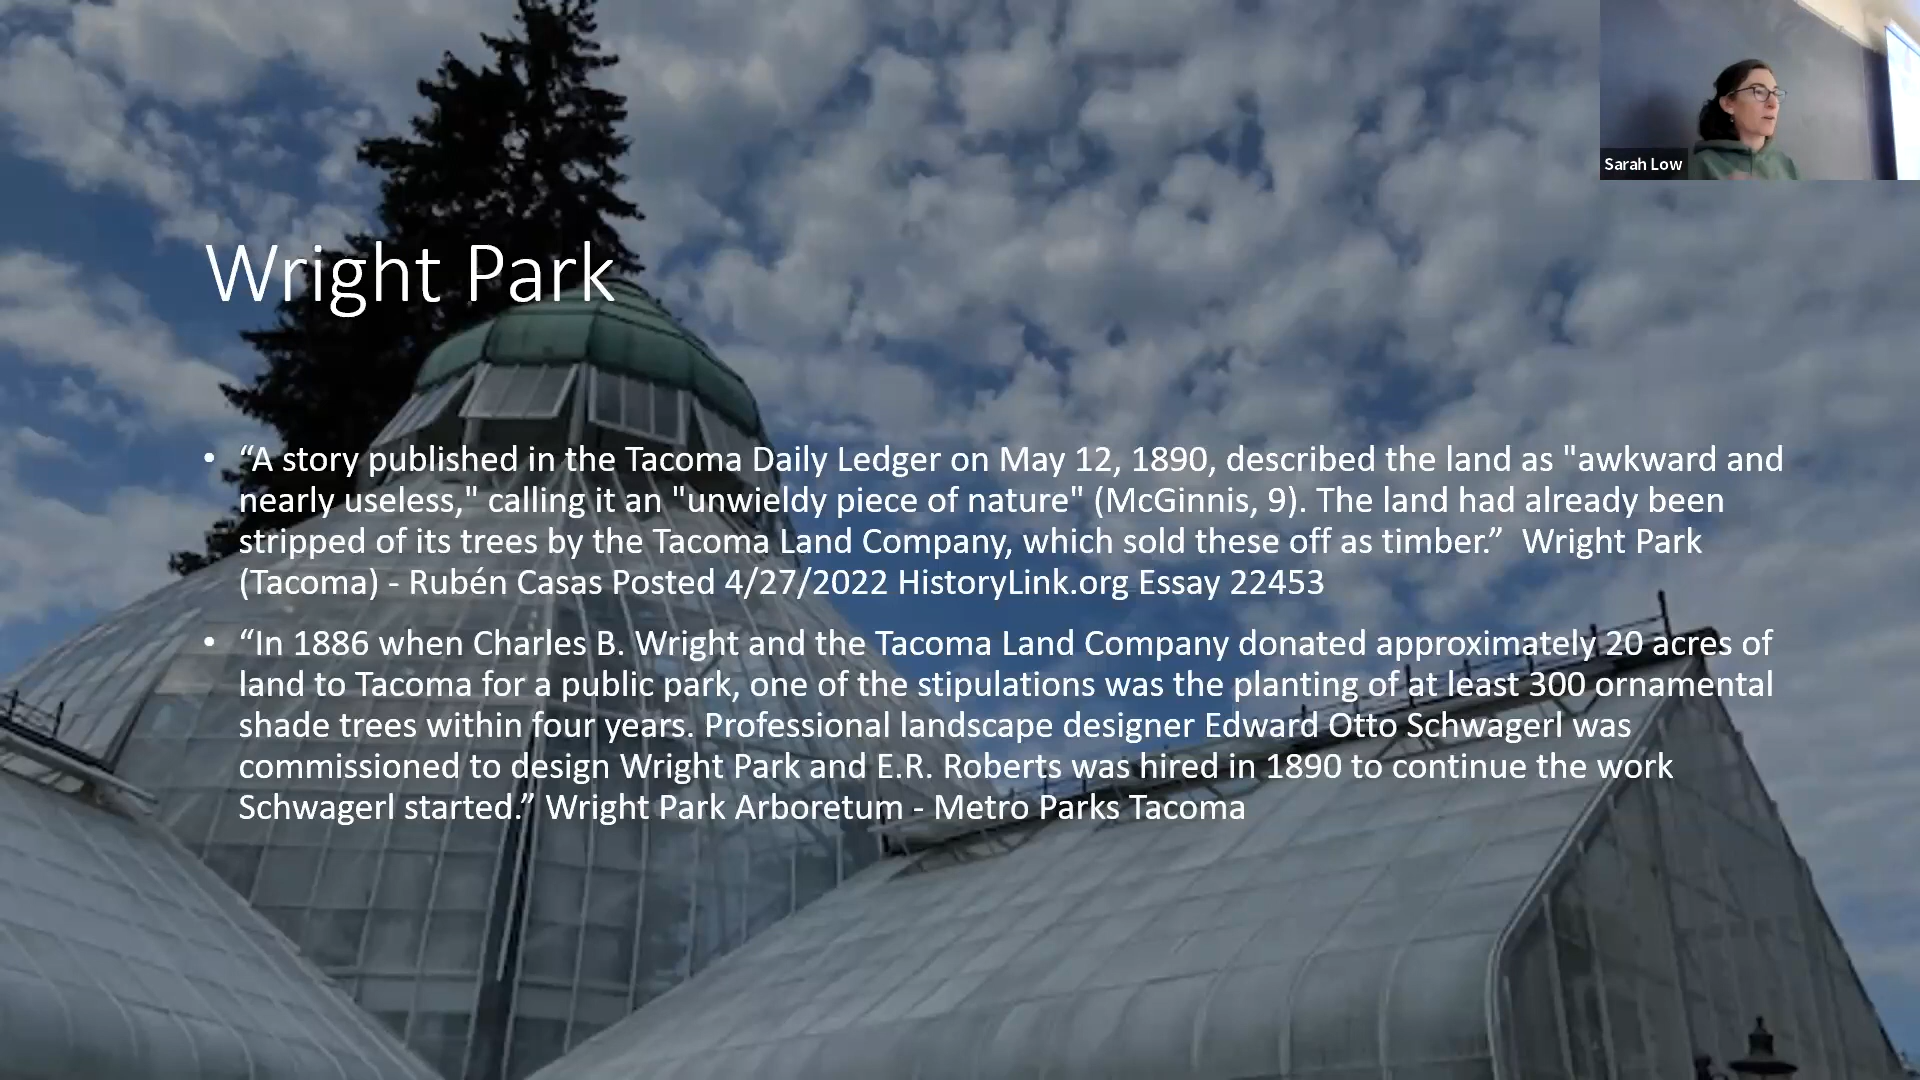 Sarah Low
Wright Park
• “A story published in the Tacoma Daily Ledger on May 12, 1890, described the land as "awkward and
nearly useless," calling it an "unwieldy piece of nature" (McGinnis, 9). The land had already been
stripped of its trees by the Tacoma Land Company, which sold these off as timber.”  Wright Park
(Tacoma) - Rubén Casas Posted 4/27/2022 HistoryLink.org Essay 22453
• “In 1886 when Charles B. Wright and the Tacoma Land Company donated approximately 20 acres of
land to Tacoma for a public park, one of the stipulations was the planting of at least 300 ornamental
shade trees within four years. Professional landscape designer Edward Otto Schwagerl was
commissioned to design Wright Park and E.R. Roberts was hired in 1890 to continue the work
Schwagerl started.” Wright Park Arboretum - Metro Parks Tacoma